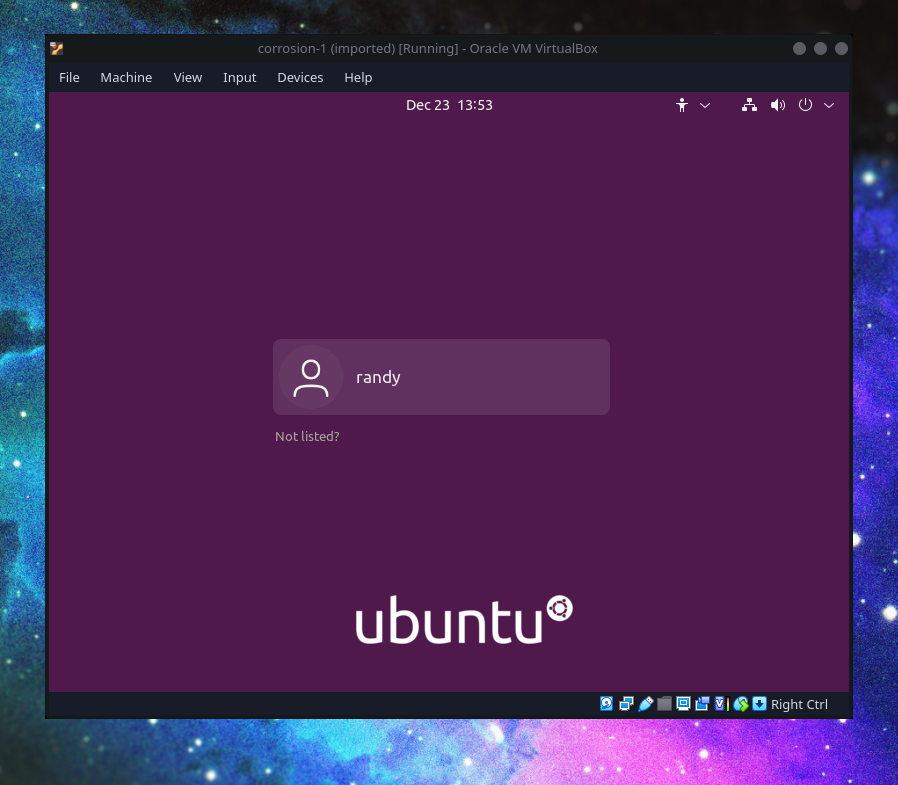 corrosion-1 (imported) [Running] - Oracle VM VirtualBox
File Machine View Input Devices Help
Dec 23 13:53
randy
Not listed?
ubuntu
Right Ctrl